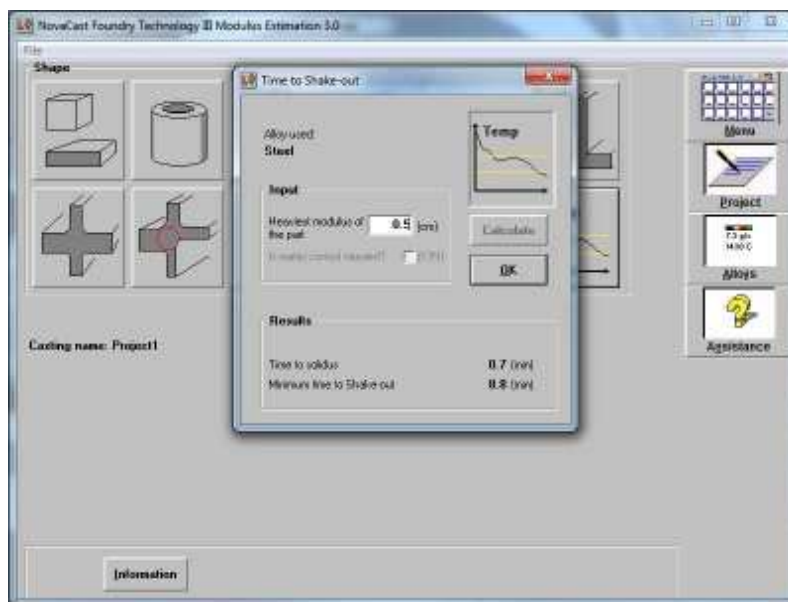 NovaCast Foundry Technology III Modulus Estimation 3.0
File
Shape
Time to Shake-out
Alloy used:
Steel
Temp
Input
Heaviest modulus of
the part
0.5 (cm)
Calculate
OK
Results
Time to solidus 0.7 (min)
Minimum time to Shake-out 0.8 (min)
Menu
Project
Alloys
Assistance
Casting name: Project1
Information